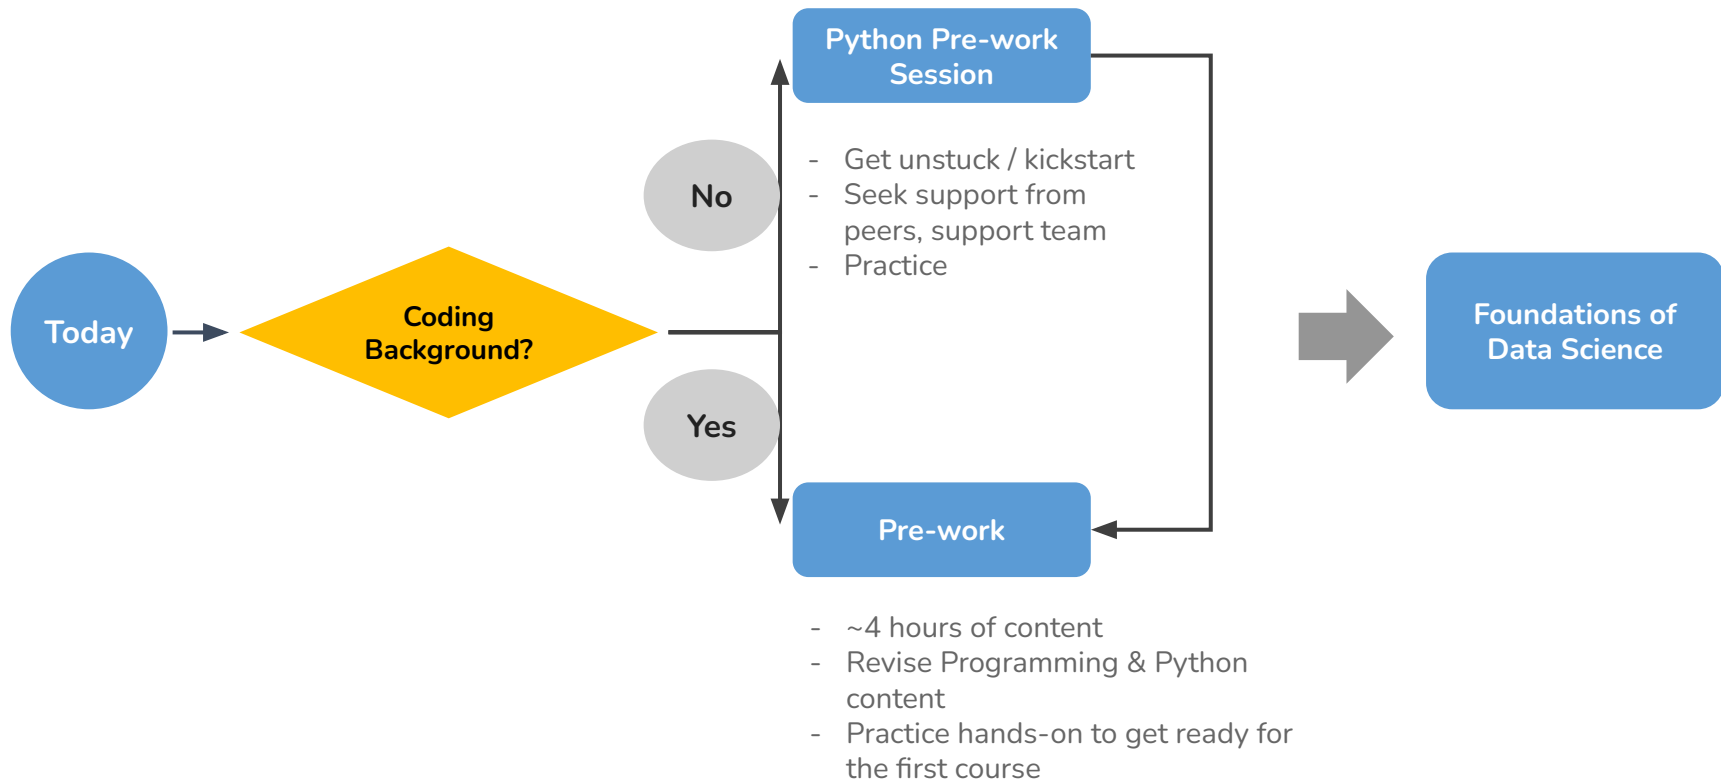 Today
Coding
Background?
No
Yes
Python Pre-work
Session
- Get unstuck / kickstart
- Seek support from
peers, support team
- Practice
Pre-work
- ~4 hours of content
- Revise Programming & Python
content
- Practice hands-on to get ready for
the first course
Foundations of
Data Science